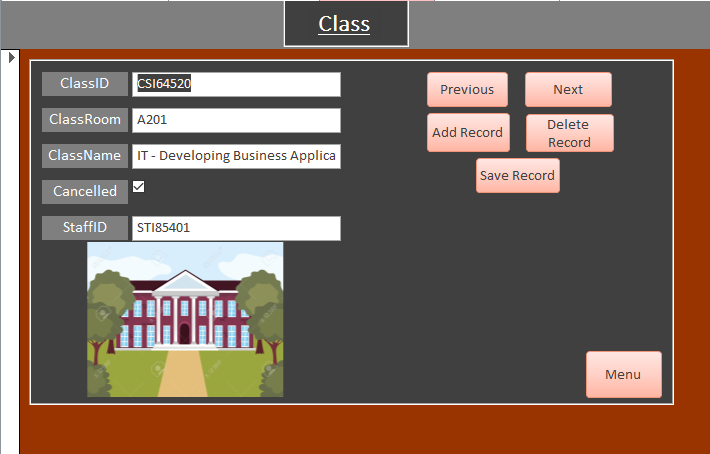 Class
ClassID CSI64520
ClassRoom A201
ClassName IT - Developing Business Applica
Cancelled
StaffID STI85401
Previous Next
Add Record Delete Record
Save Record
Menu